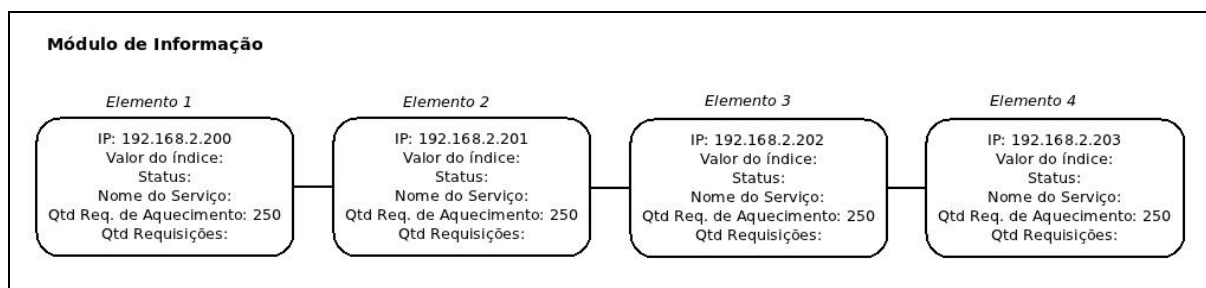 Módulo de Informação
Elemento 1
IP: 192.168.2.200
Valor do índice:
Status:
Nome do Serviço:
Qtd Req. de Aquecimento: 250
Qtd Requisições:
Elemento 2
IP: 192.168.2.201
Valor do índice:
Status:
Nome do Serviço:
Qtd Req. de Aquecimento: 250
Qtd Requisições:
Elemento 3
IP: 192.168.2.202
Valor do índice:
Status:
Nome do Serviço:
Qtd Req. de Aquecimento: 250
Qtd Requisições:
Elemento 4
IP: 192.168.2.203
Valor do índice:
Status:
Nome do Serviço:
Qtd Req. de Aquecimento: 250
Qtd Requisições: